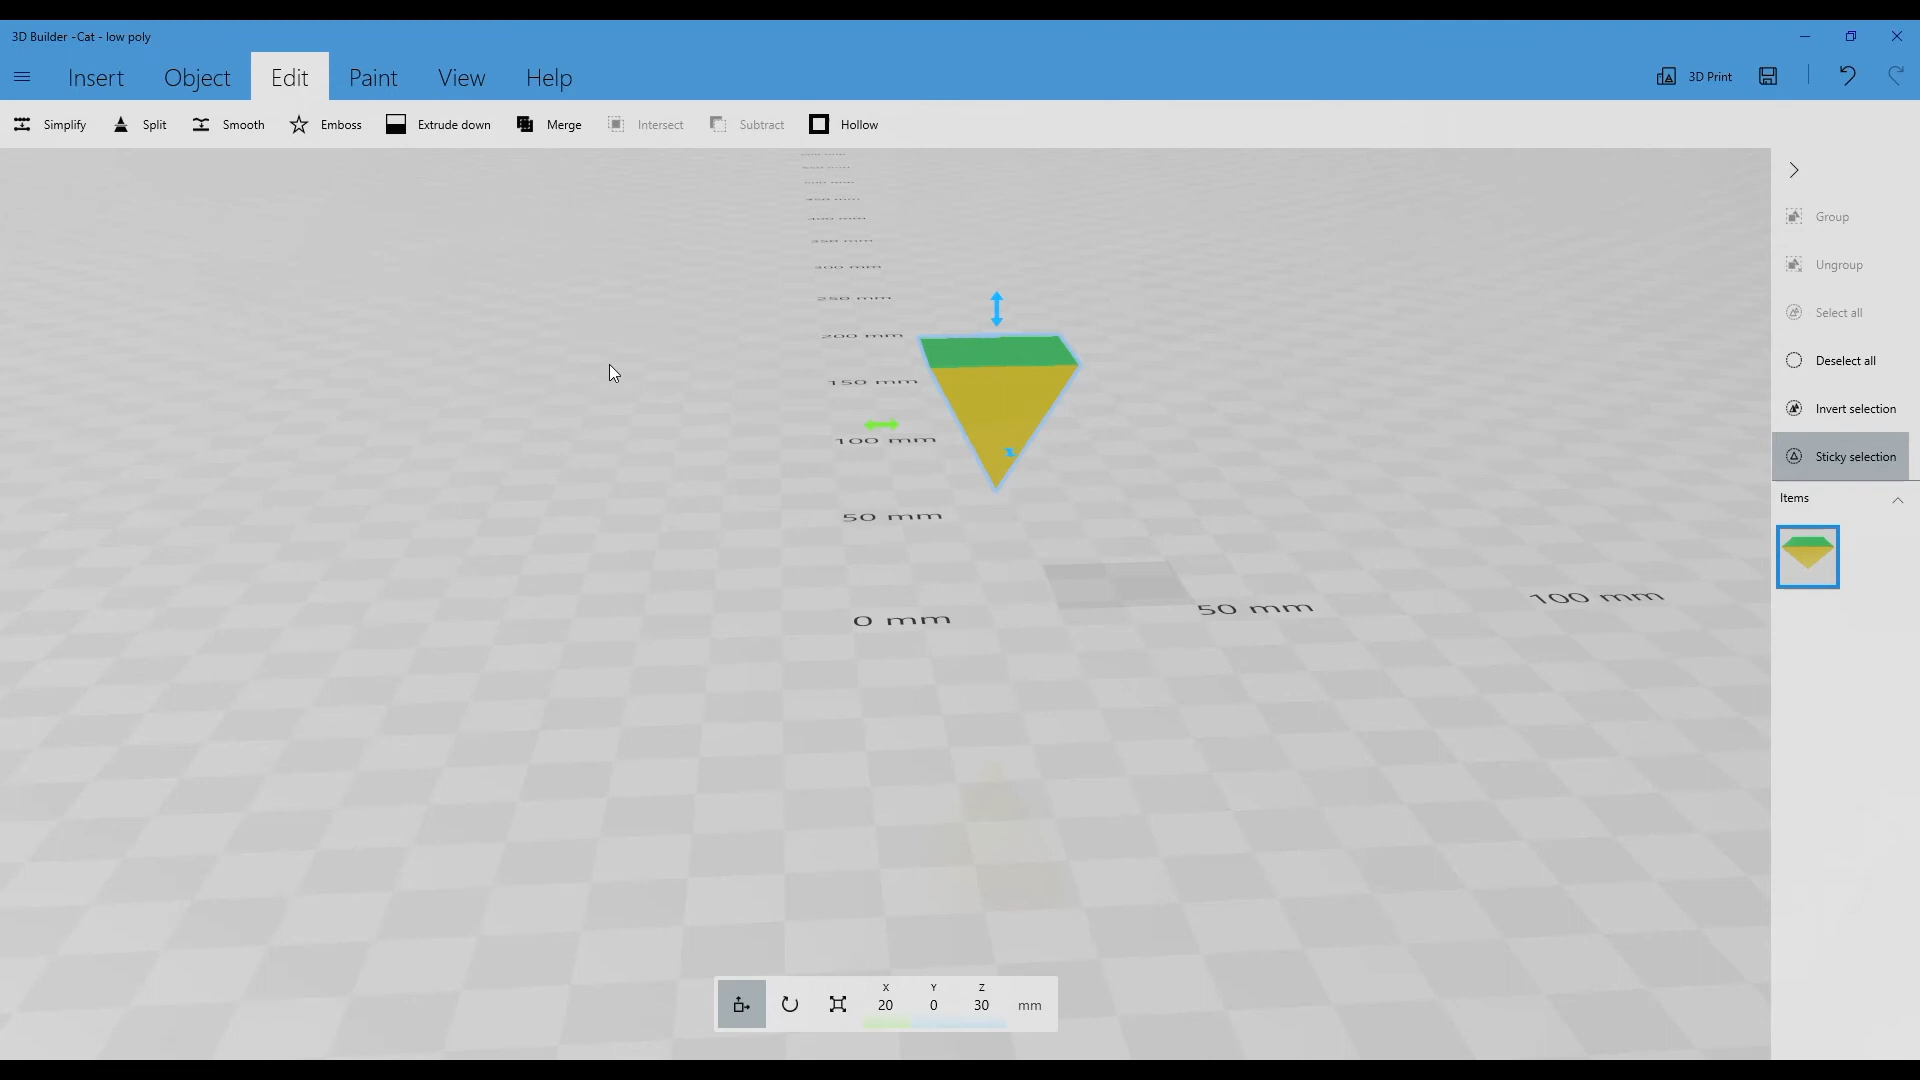 3D Builder -Cat - low poly
Insert Object Edit Paint View Help
3D Print
Simplify Split Smooth Emboss Extrude down Merge Intersect Subtract Hollow
Group
Ungroup
Select all
Deselect all
Invert selection
Sticky selection
Items
250 mm
200 mm
150 mm
100 mm
50 mm
0 mm
50 mm
100 mm
X Y Z
20 0 30 mm